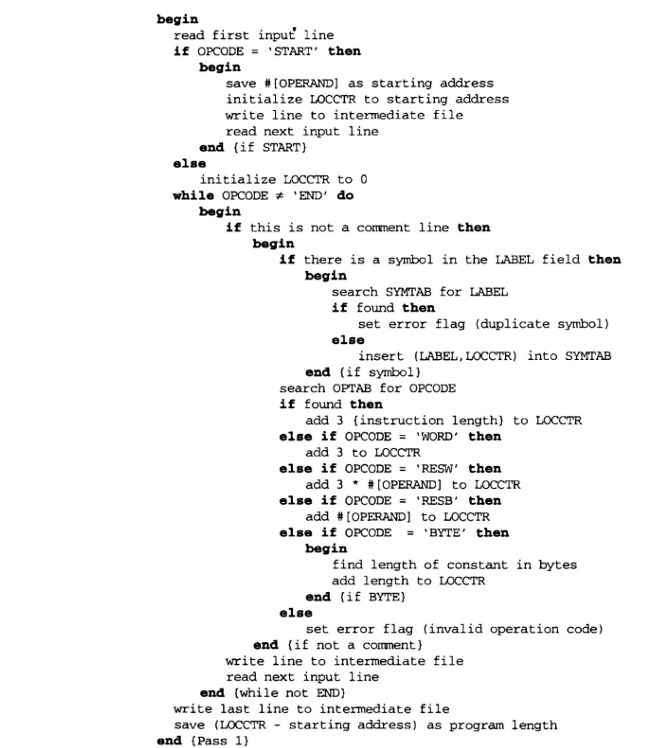 begin
read first input line
if OPCODE = 'START' then
begin
save #[OPERAND] as starting address
initialize LOCCTR to starting address
write line to intermediate file
read next input line
end {if START}
else
initialize LOCCTR to 0
while OPCODE ≠ 'END' do
begin
if this is not a comment line then
begin
if there is a symbol in the LABEL field then
begin
search SYMTAB for LABEL
if found then
set error flag (duplicate symbol)
else
insert (LABEL,LOCCTR) into SYMTAB
end {if symbol}
search OPTAB for OPCODE
if found then
add 3 {instruction length} to LOCCTR
else if OPCODE = 'WORD' then
add 3 to LOCCTR
else if OPCODE = 'RESW' then
add 3 * #[OPERAND] to LOCCTR
else if OPCODE = 'RESB' then
add #[OPERAND] to LOCCTR
else if OPCODE = 'BYTE' then
begin
find length of constant in bytes
add length to LOCCTR
end {if BYTE}
else
set error flag (invalid operation code)
end {if not a comment}
write line to intermediate file
read next input line
end {while not END}
write last line to intermediate file
save (LOCCTR - starting address) as program length
end {Pass 1}